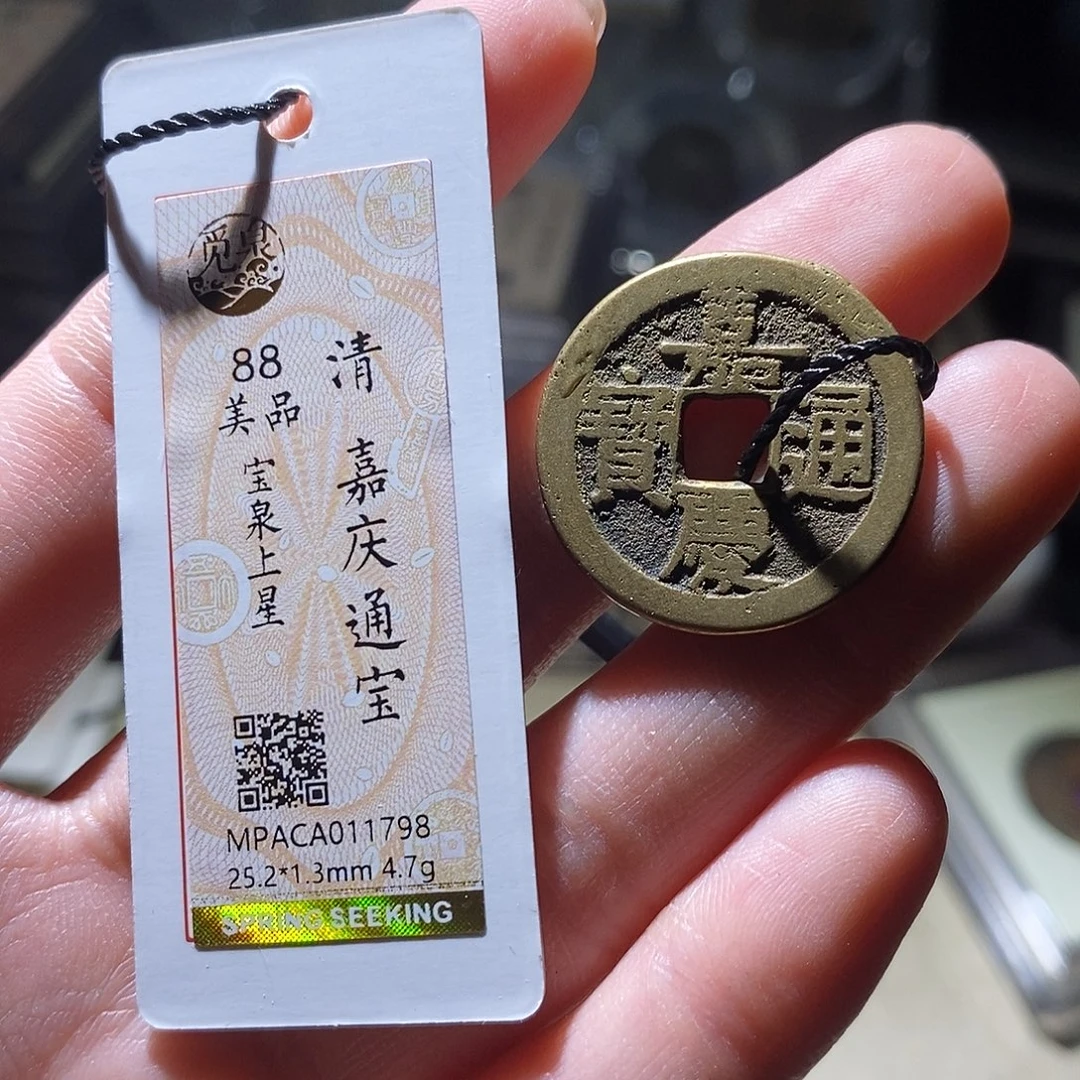 觅泉
88
美品
宝泉上星
清 嘉庆通宝
MPACA011798
25.2*1.3mm 4.7g
SPRING SEEKING
嘉慶通寶